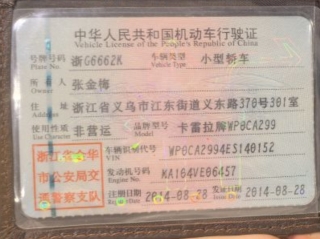 中华人民共和国机动车行驶证
Vehicle License of the People's Republic of China
号牌号码 浙G6662K 车辆类型 小型轿车
Plate No. Vehicle Type
所有人 张金梅
Owner
住址 浙江省义乌市江东街道义东路370号301室
Address
使用性质 非营运 品牌型号 卡雷拉牌WP0CA299
Use Character Model
车辆识别代号 WP0CA2994ES140152
VIN
浙江省金华
市公安局交
通警察支队
发动机号码 MA104VE06457
Engine No.
注册日期 2014-08-28 发证日期 2014-08-28
Register Date Issue Date